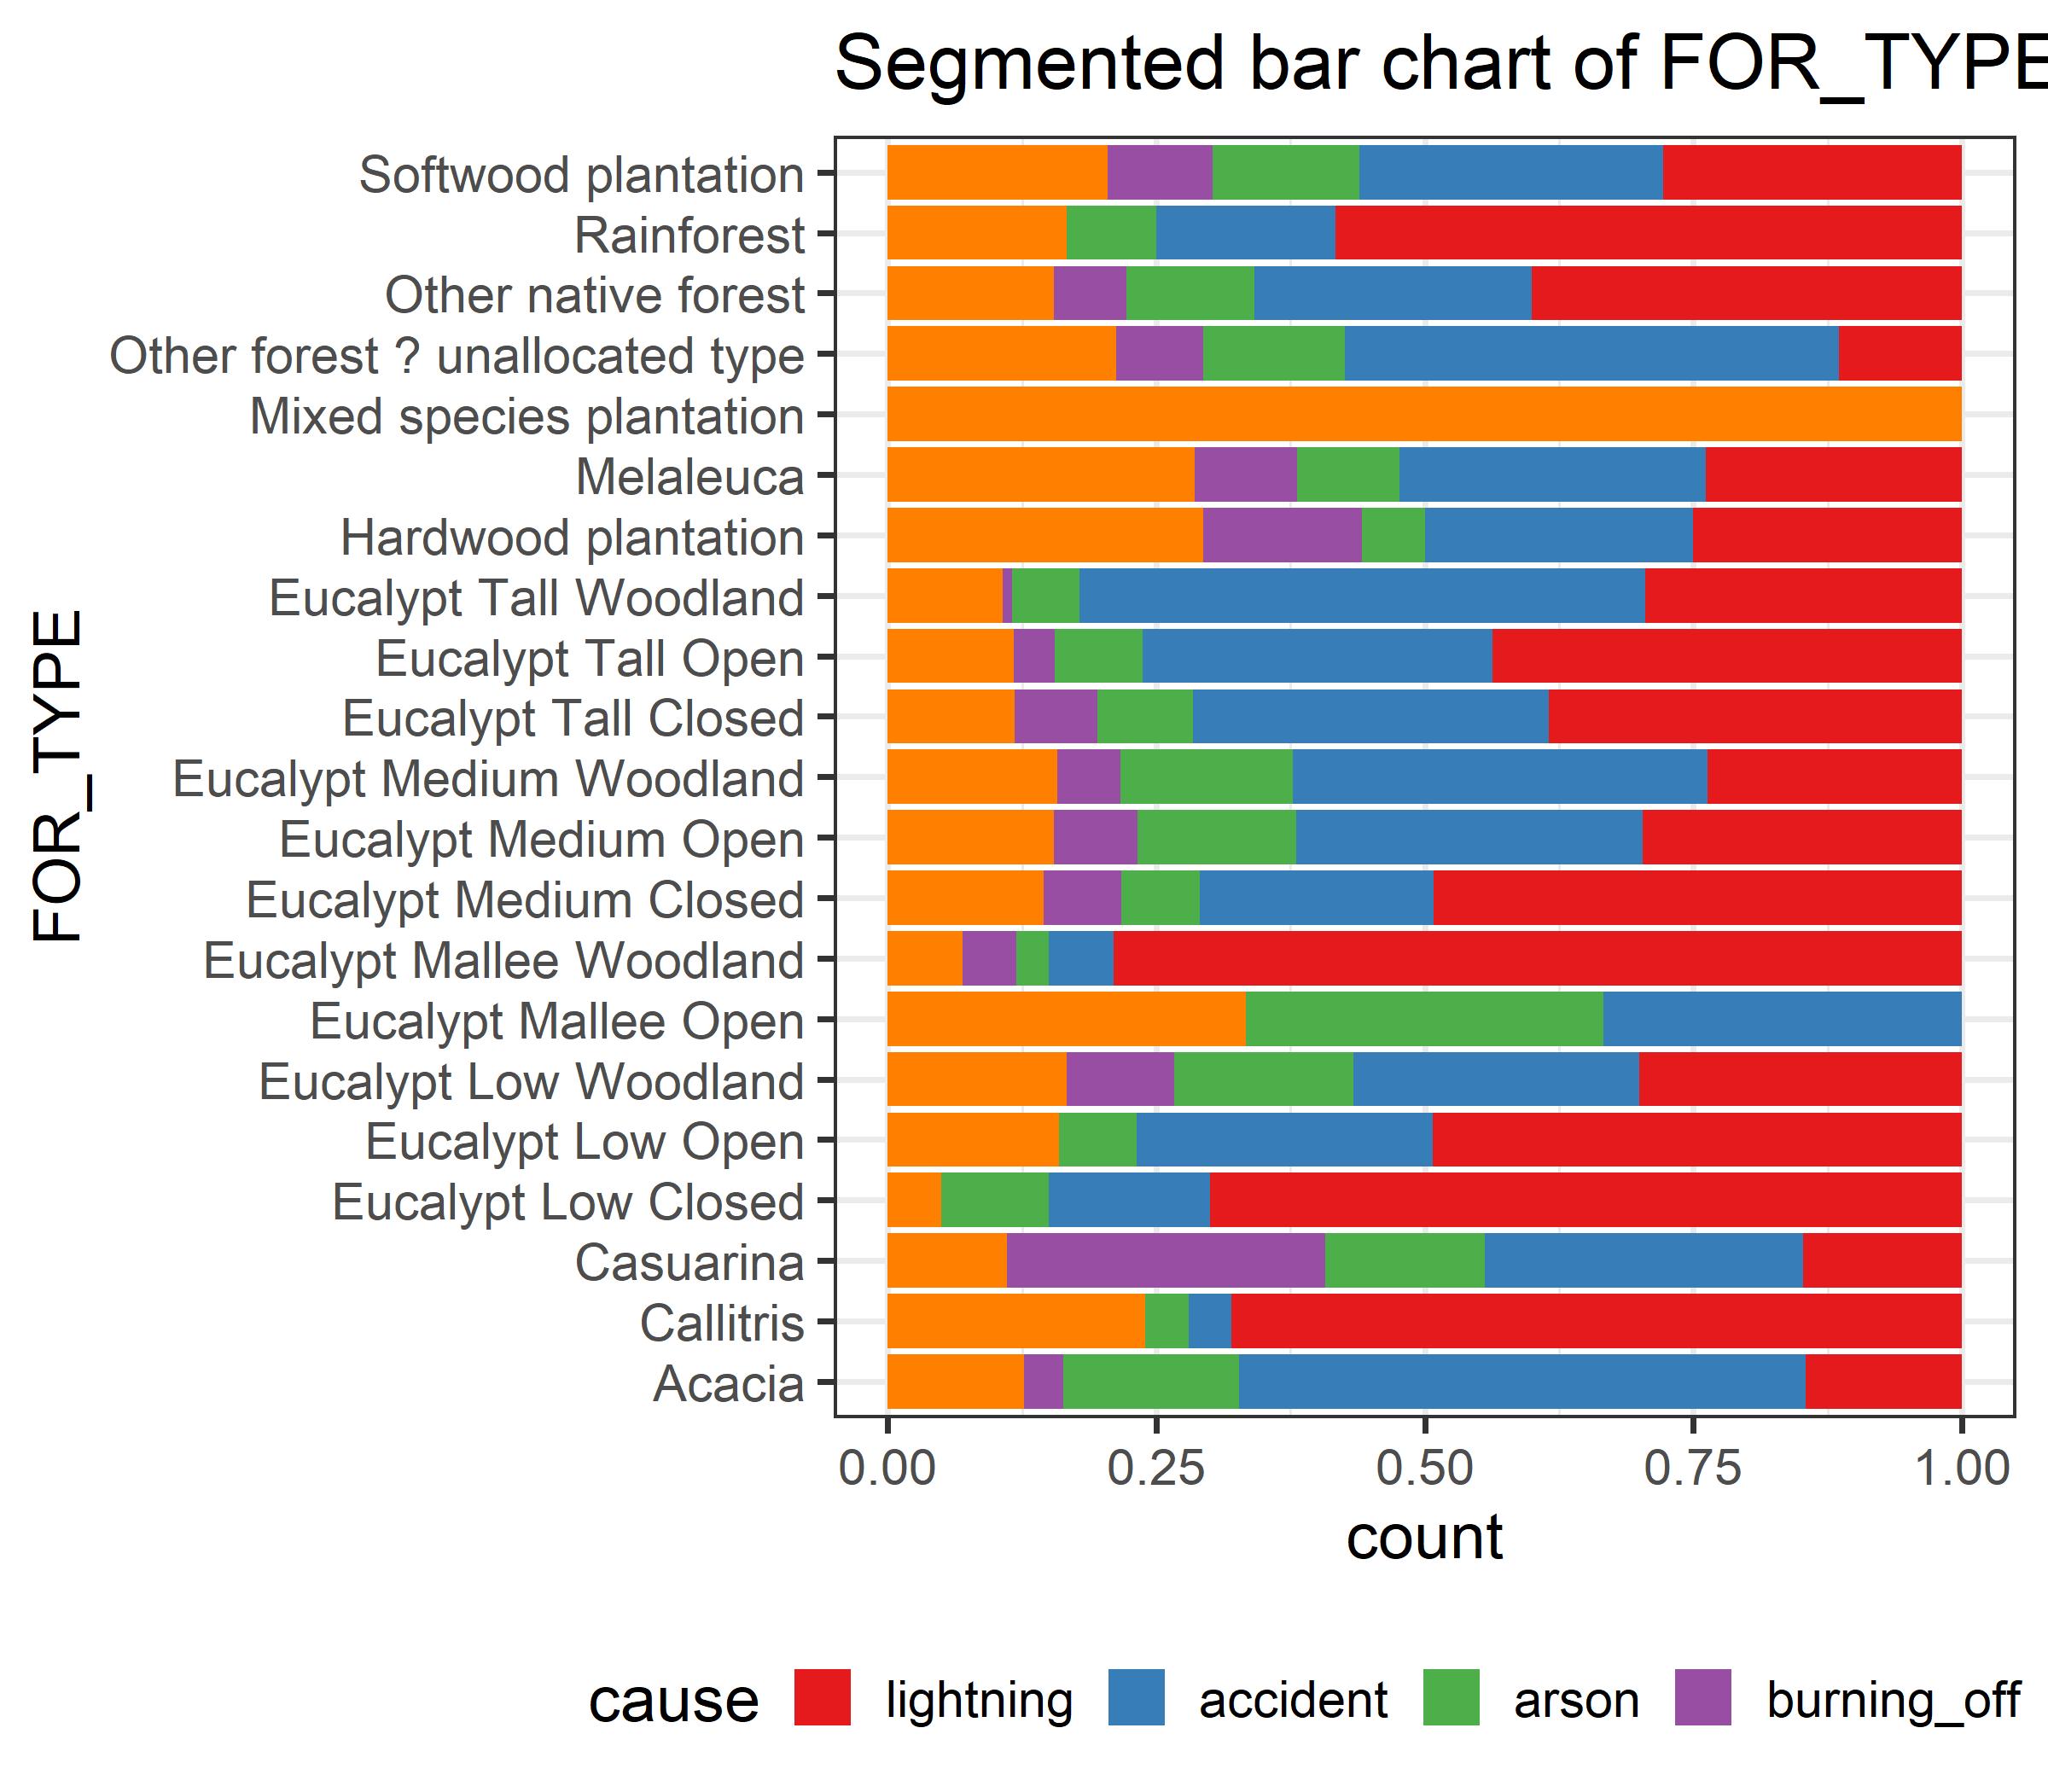 Segmented bar chart of FOR_TYPE
FOR_TYPE
Softwood plantation
Rainforest
Other native forest
Other forest ? unallocated type
Mixed species plantation
Melaleuca
Hardwood plantation
Eucalypt Tall Woodland
Eucalypt Tall Open
Eucalypt Tall Closed
Eucalypt Medium Woodland
Eucalypt Medium Open
Eucalypt Medium Closed
Eucalypt Mallee Woodland
Eucalypt Mallee Open
Eucalypt Low Woodland
Eucalypt Low Open
Eucalypt Low Closed
Casuarina
Callitris
Acacia
0.00 0.25 0.50 0.75 1.00
count
cause lightning accident arson burning_off